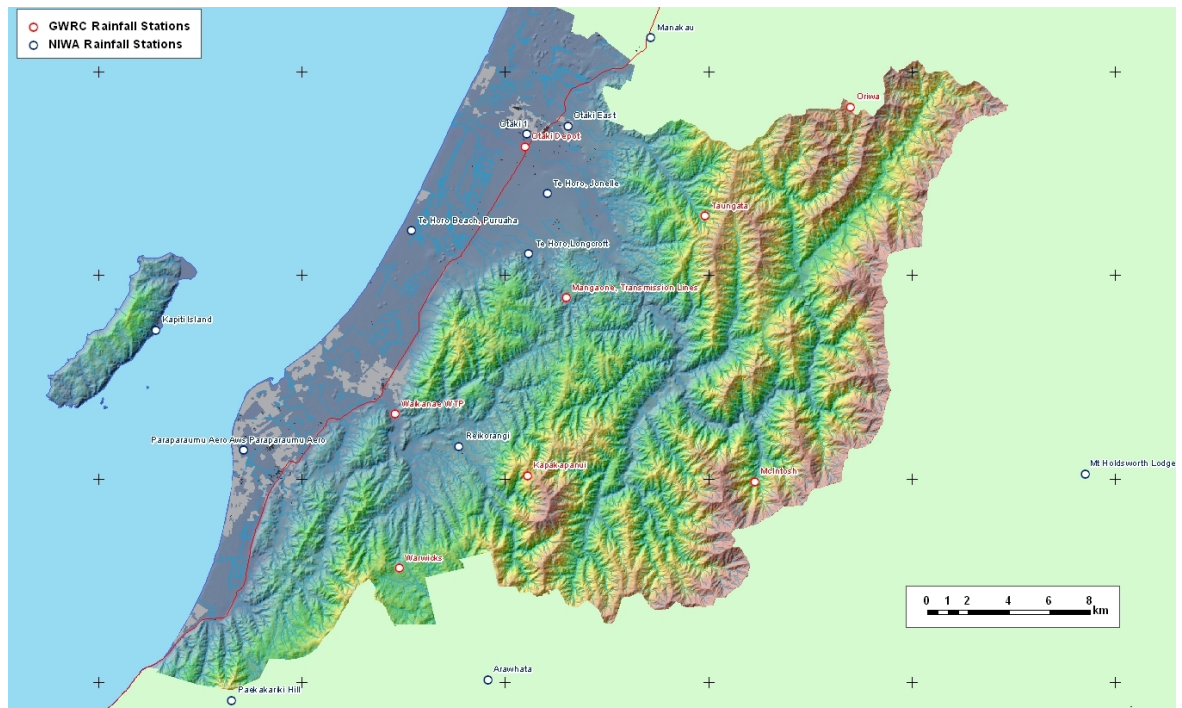 GWRC Rainfall Stations
NIWA Rainfall Stations
Manakau
Oriwa
Otaki East
Otaki 1
Otaki Depot
Te Horo, Jonelle
Taungata
Te Horo Beach, Puruaha
Te Horo, Longcroft
Mangaone, Transmission Lines
Kapiti Island
Waikanae WTP
Paraparaumu Aero Aws Paraparaumu Aero
Reikorangi
Kapakapanui
McIntosh
Mt Holdsworth Lodge
Warwicks
0 1 2 4 6 8
km
Arawhata
Paekakariki Hill